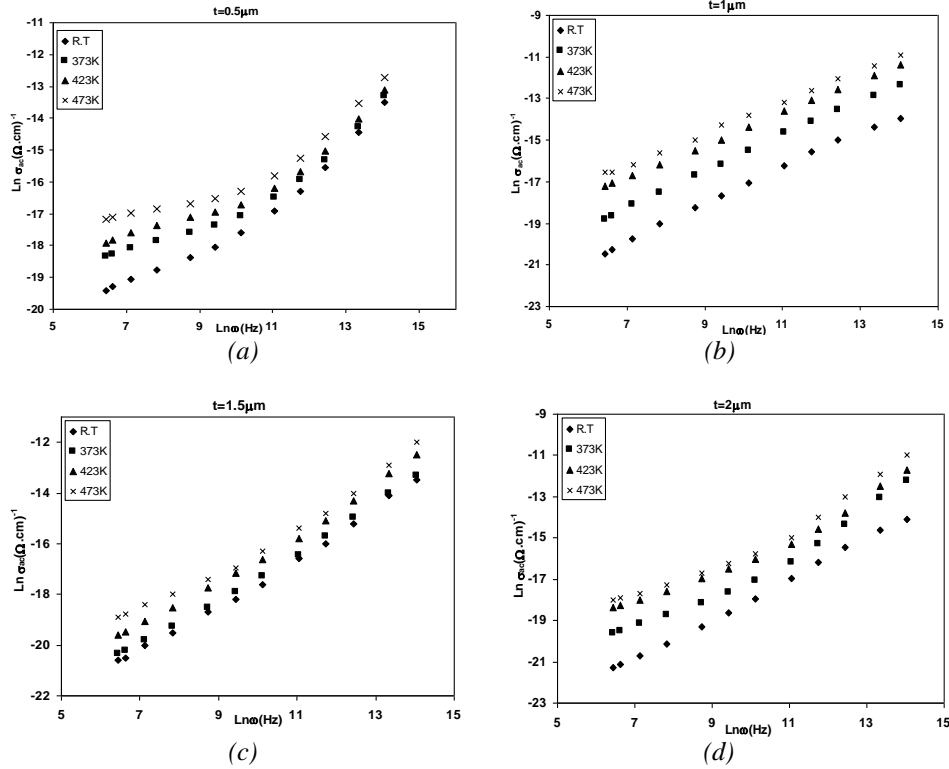 t=0.5μm
Ln σac(Ω.cm)-1
-10
-11
-12
-13
-14
-15
-16
-17
-18
-19
-20
R.T
373K
423K
473K
5 7 9 11 13 15
Lnω(Hz)
(a)
t=1μm
Ln σac(Ω.cm)-1
-9
-11
-13
-15
-17
-19
-21
-23
R.T
373K
423K
473K
5 7 9 11 13 15
Lnω(Hz)
(b)
t=1.5μm
Ln σac(Ω.cm)-1
-12
-14
-16
-18
-20
-22
R.T
373K
423K
473K
5 7 9 11 13 15
Lnω(Hz)
(c)
t=2μm
Ln σac(Ω.cm)-1
-9
-11
-13
-15
-17
-19
-21
-23
R.T
373K
423K
473K
5 7 9 11 13 15
Lnω(Hz)
(d)